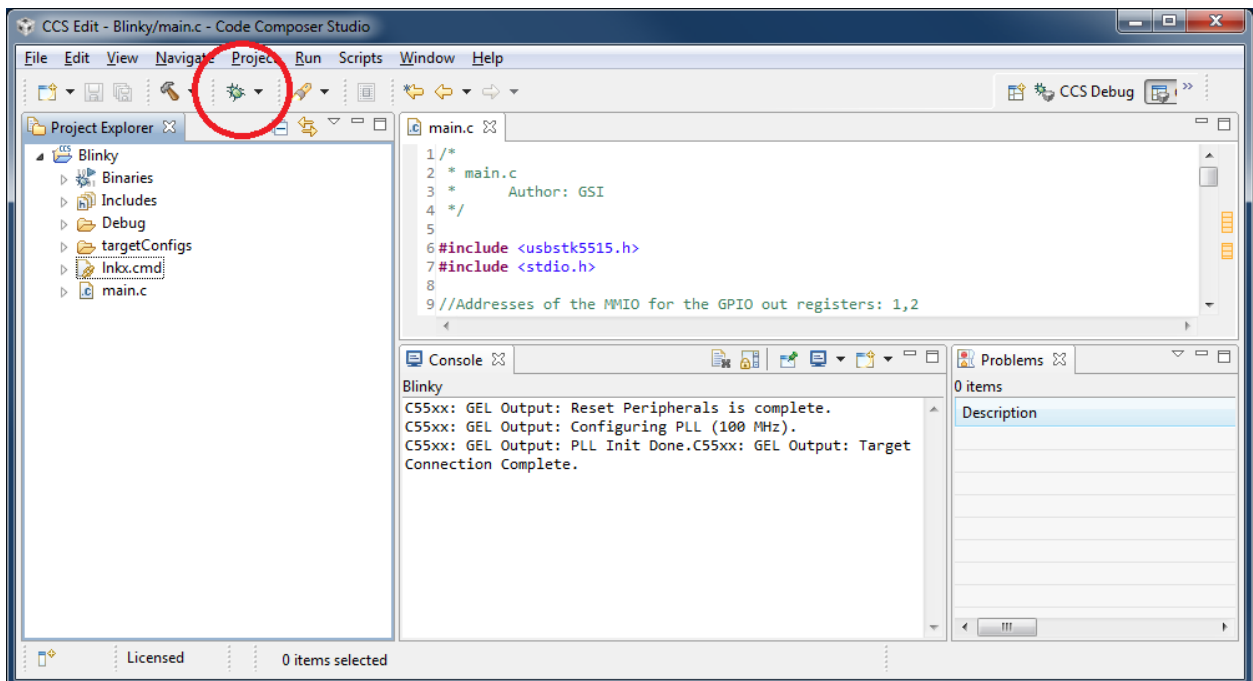 CCS Edit - Blinky/main.c - Code Composer Studio
File Edit View Navigate Project Run Scripts Window Help
CCS Debug
Project Explorer
Blinky
Binaries
Includes
Debug
targetConfigs
lnkx.cmd
main.c
main.c
1 /*
2  * main.c
3  *      Author: GSI
4  */
5
6 #include <usbstk5515.h>
7 #include <stdio.h>
8
9 //Addresses of the MMIO for the GPIO out registers: 1,2
Console
Blinky
C55xx: GEL Output: Reset Peripherals is complete.
C55xx: GEL Output: Configuring PLL (100 MHz).
C55xx: GEL Output: PLL Init Done.C55xx: GEL Output: Target
Connection Complete.
Problems
0 items
Description
Licensed
0 items selected